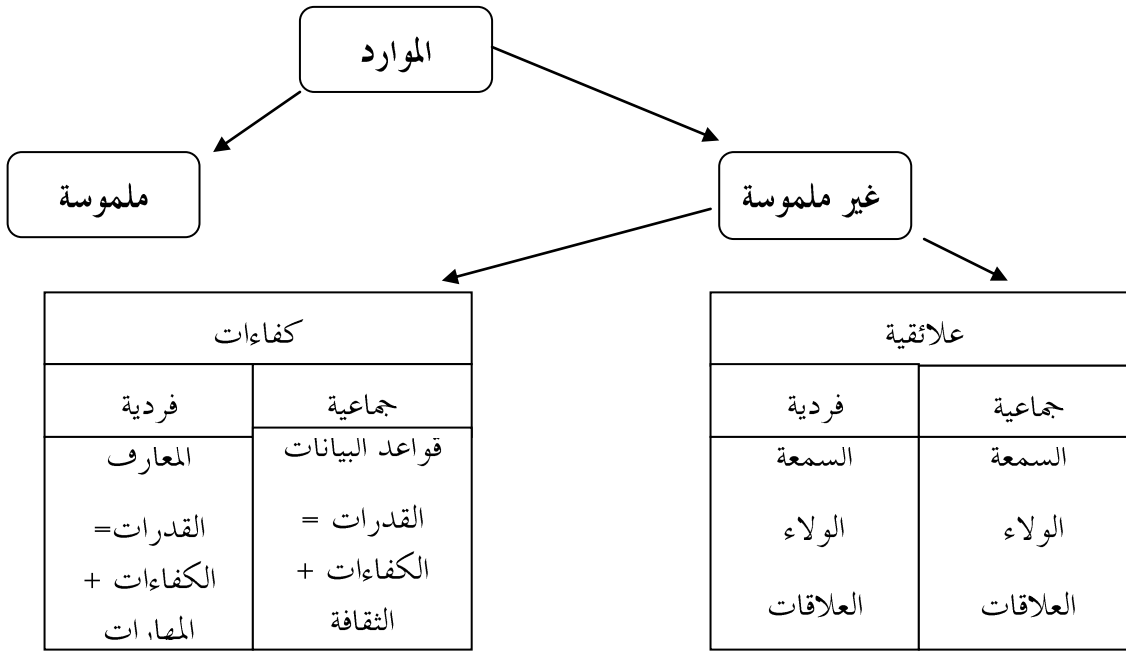 الموارد
غير ملموسة
ملموسة
علائقية
جماعية
فردية
السمعة
السمعة
الولاء
الولاء
العلاقات
العلاقات
كفاءات
جماعية
فردية
قواعد البيانات
القدرات =
الكفاءات +
الثقافة
المعارف
القدرات=
الكفاءات +
المهارات